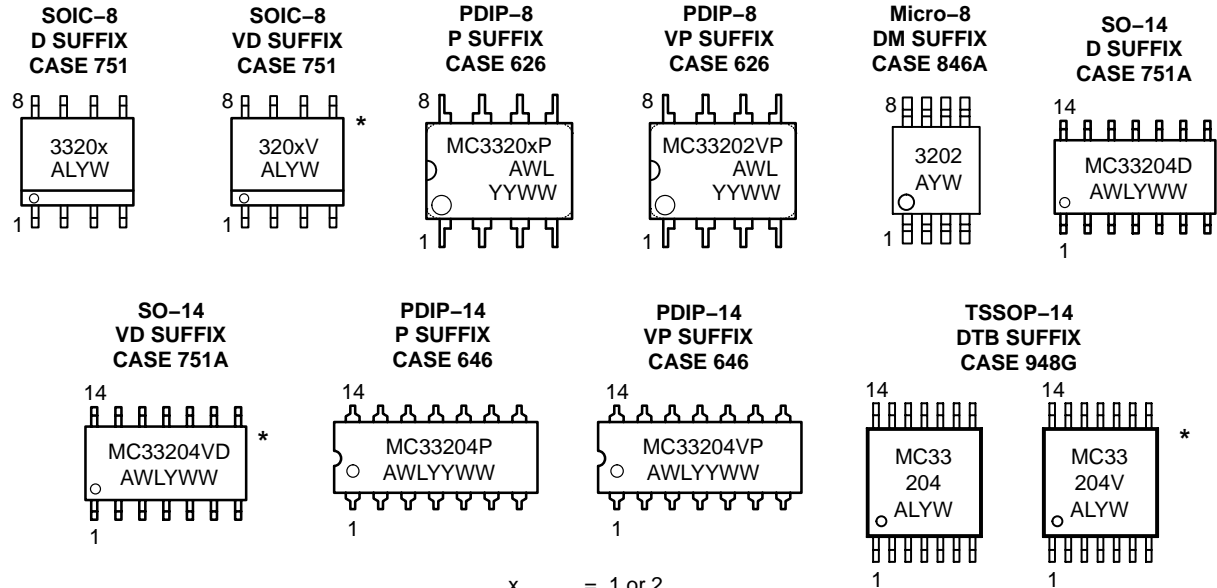 SOIC–8
D SUFFIX
CASE 751
8
3320x
ALYW
1
SOIC–8
VD SUFFIX
CASE 751
8
*
320xV
ALYW
1
PDIP–8
P SUFFIX
CASE 626
8
MC3320xP
AWL
YYWW
1
PDIP–8
VP SUFFIX
CASE 626
8
MC33202VP
AWL
YYWW
1
Micro–8
DM SUFFIX
CASE 846A
8
3202
AYW
1
SO–14
D SUFFIX
CASE 751A
14
MC33204D
AWLYWW
1
SO–14
VD SUFFIX
CASE 751A
14
*
MC33204VD
AWLYWW
1
PDIP–14
P SUFFIX
CASE 646
14
MC33204P
AWLYYWW
1
PDIP–14
VP SUFFIX
CASE 646
14
MC33204VP
AWLYYWW
1
TSSOP–14
DTB SUFFIX
CASE 948G
14
MC33
204
ALYW
1
14
*
MC33
204V
ALYW
1
x = 1 or 2